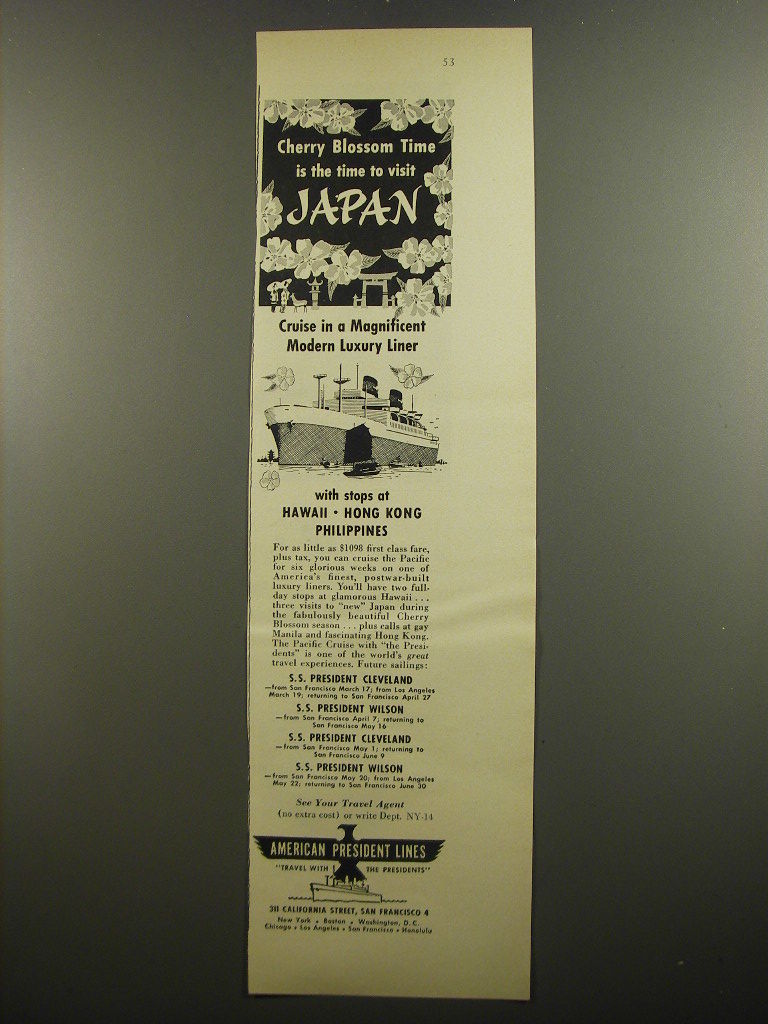 53
Cherry Blossom Time
is the time to visit
JAPAN
Cruise in a Magnificent
Modern Luxury Liner
with stops at
HAWAII • HONG KONG
PHILIPPINES
For as little as $1098 first class fare,
plus tax, you can cruise the Pacific
for six glorious weeks on one of
America's finest, postwar-built
luxury liners. You'll have two full-
day stops at glamorous Hawaii . . .
three visits to "new" Japan during
the fabulously beautiful Cherry
Blossom season . . . plus calls at gay
Manila and fascinating Hong Kong.
The Pacific Cruise with "the Presi-
dents" is one of the world's great
travel experiences. Future sailings:
S.S. PRESIDENT CLEVELAND
—from San Francisco March 17; from Los Angeles
March 19; returning to San Francisco April 27
S.S. PRESIDENT WILSON
—from San Francisco April 7; returning to
San Francisco May 16
S.S. PRESIDENT CLEVELAND
—from San Francisco May 1; returning to
San Francisco June 9
S.S. PRESIDENT WILSON
—from San Francisco May 20; from Los Angeles
May 22; returning to San Francisco June 30
See Your Travel Agent
(no extra cost) or write Dept. NY-14
AMERICAN PRESIDENT LINES
"TRAVEL WITH THE PRESIDENTS"
311 CALIFORNIA STREET, SAN FRANCISCO 4
New York • Boston • Washington, D.C.
Chicago • Los Angeles • San Francisco • Honolulu